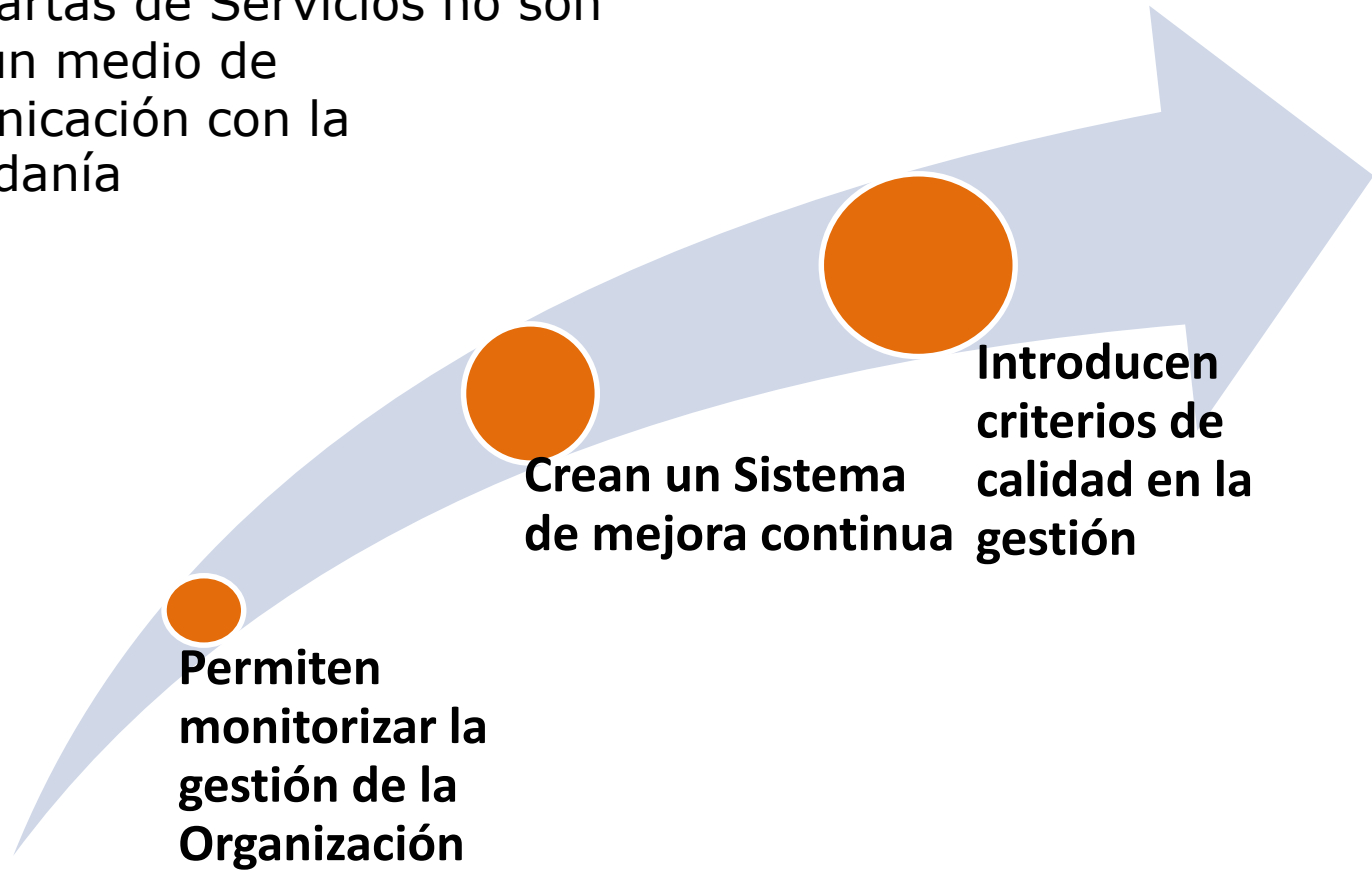 artas de Servicios no son
un medio de
nicación con la
danía
Introducen
criterios de
calidad en la
gestión
Crean un Sistema
de mejora continua
Permiten
monitorizar la
gestión de la
Organización